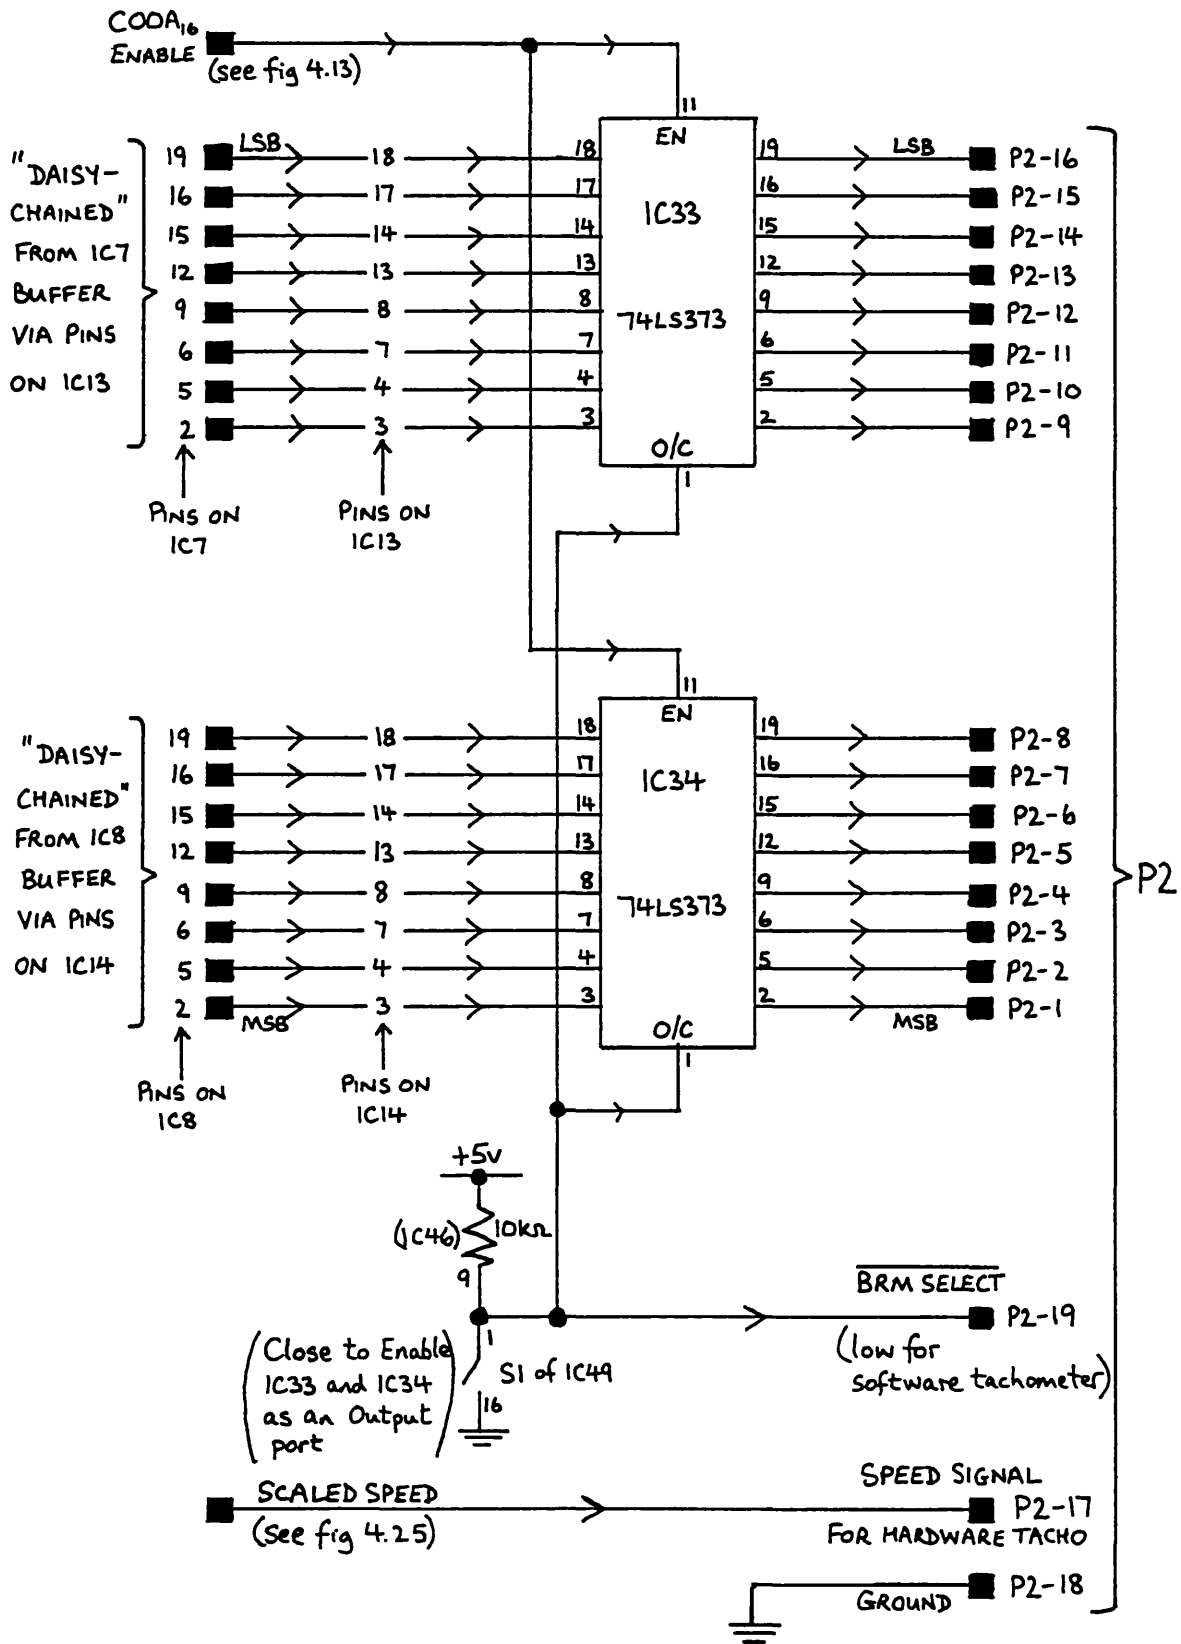 C00A16
ENABLE
(see fig 4.13)
11
EN
"DAISY-
CHAINED"
FROM IC7
BUFFER
VIA PINS
ON IC13
19 LSB 18 18 19 LSB P2-16
16 17 17 16 P2-15
15 14 14 15 P2-14
12 13 13 12 P2-13
9 8 8 9 P2-12
6 7 7 6 P2-11
5 4 4 5 P2-10
2 3 3 2 P2-9
IC33
74LS373
O/C
1
PINS ON
IC7
PINS ON
IC13
11
EN
"DAISY-
CHAINED"
FROM IC8
BUFFER
VIA PINS
ON IC14
19 18 18 19 P2-8
16 17 17 16 P2-7
15 14 14 15 P2-6
12 13 13 12 P2-5
9 8 8 9 P2-4
6 7 7 6 P2-3
5 4 4 5 P2-2
2 MSB 3 3 2 MSB P2-1
IC34
74LS373
O/C
1
P2
PINS ON
IC8
PINS ON
IC14
+5v
(IC46) 10kΩ
9
BRM SELECT
P2-19
(low for
software tachometer)
1
S1 of IC49
16
(Close to Enable
IC33 and IC34
as an Output
port)
SCALED SPEED
(see fig 4.25)
SPEED SIGNAL
P2-17
FOR HARDWARE TACHO
GROUND
P2-18